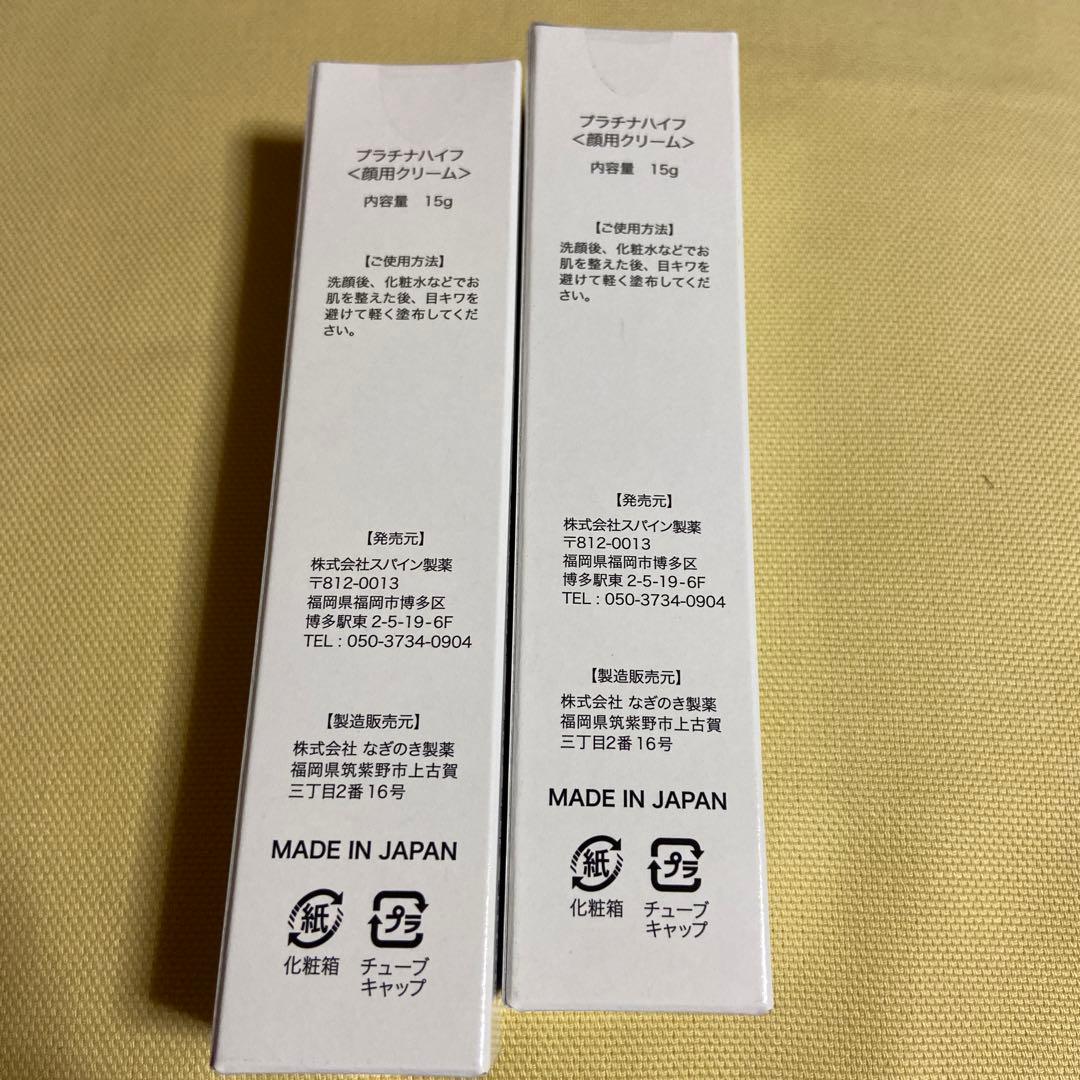 プラチナハイフ
<顔用クリーム>
内容量　15g
【ご使用方法】
洗顔後、化粧水などでお
肌を整えた後、目キワを
避けて軽く塗布してくだ
さい。
【発売元】
株式会社スパイン製薬
〒812-0013
福岡県福岡市博多区
博多駅東 2-5-19-6F
TEL : 050-3734-0904
【製造販売元】
株式会社 なぎのき製薬
福岡県筑紫野市上古賀
三丁目2番 16号
MADE IN JAPAN
紙
プラ
化粧箱
チューブ
キャップ
プラチナハイフ
<顔用クリーム>
内容量　15g
【ご使用方法】
洗顔後、化粧水などでお
肌を整えた後、目キワを
避けて軽く塗布してくだ
さい。
【発売元】
株式会社スパイン製薬
〒812-0013
福岡県福岡市博多区
博多駅東 2-5-19-6F
TEL : 050-3734-0904
【製造販売元】
株式会社 なぎのき製薬
福岡県筑紫野市上古賀
三丁目2番 16号
MADE IN JAPAN
紙
プラ
化粧箱
チューブ
キャップ